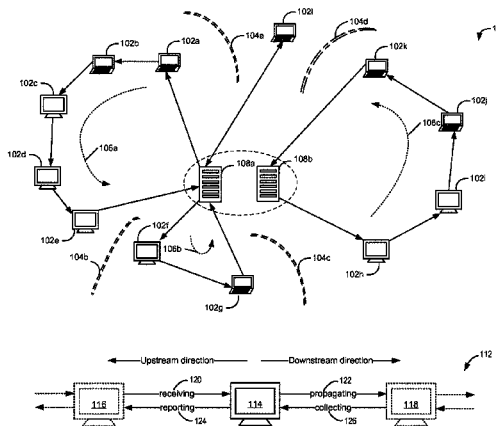 102l
104e
104d
1
102b
102a
102k
102c
102j
106c
106a
108a
108b
102d
102i
102e
102f
106b
104b
104c
102h
102g
Upstream direction
Downstream direction
112
120
122
116
receiving
114
propagating
118
reporting
collecting
124
126